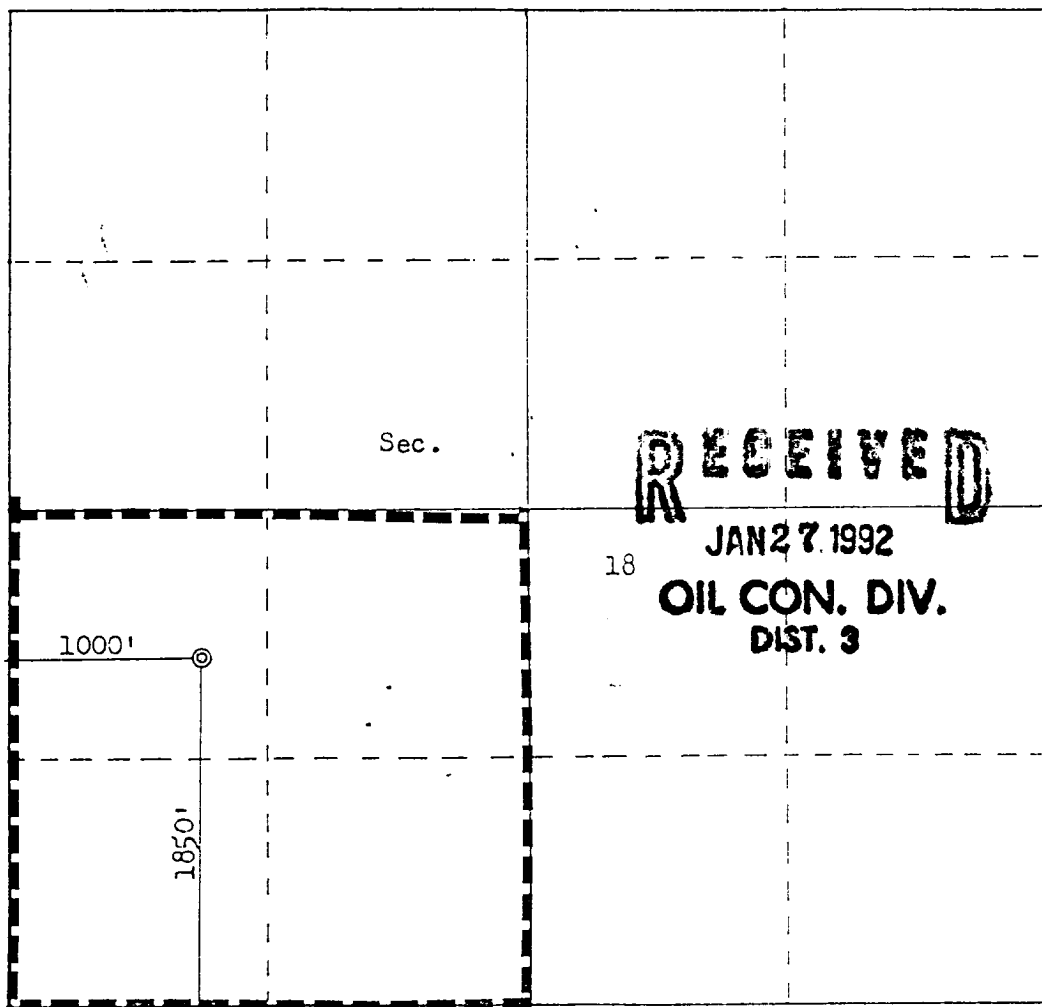 Sec.
RECEIVED
JAN 27 1992
18
OIL CON. DIV.
DIST. 3
1000'
1850'